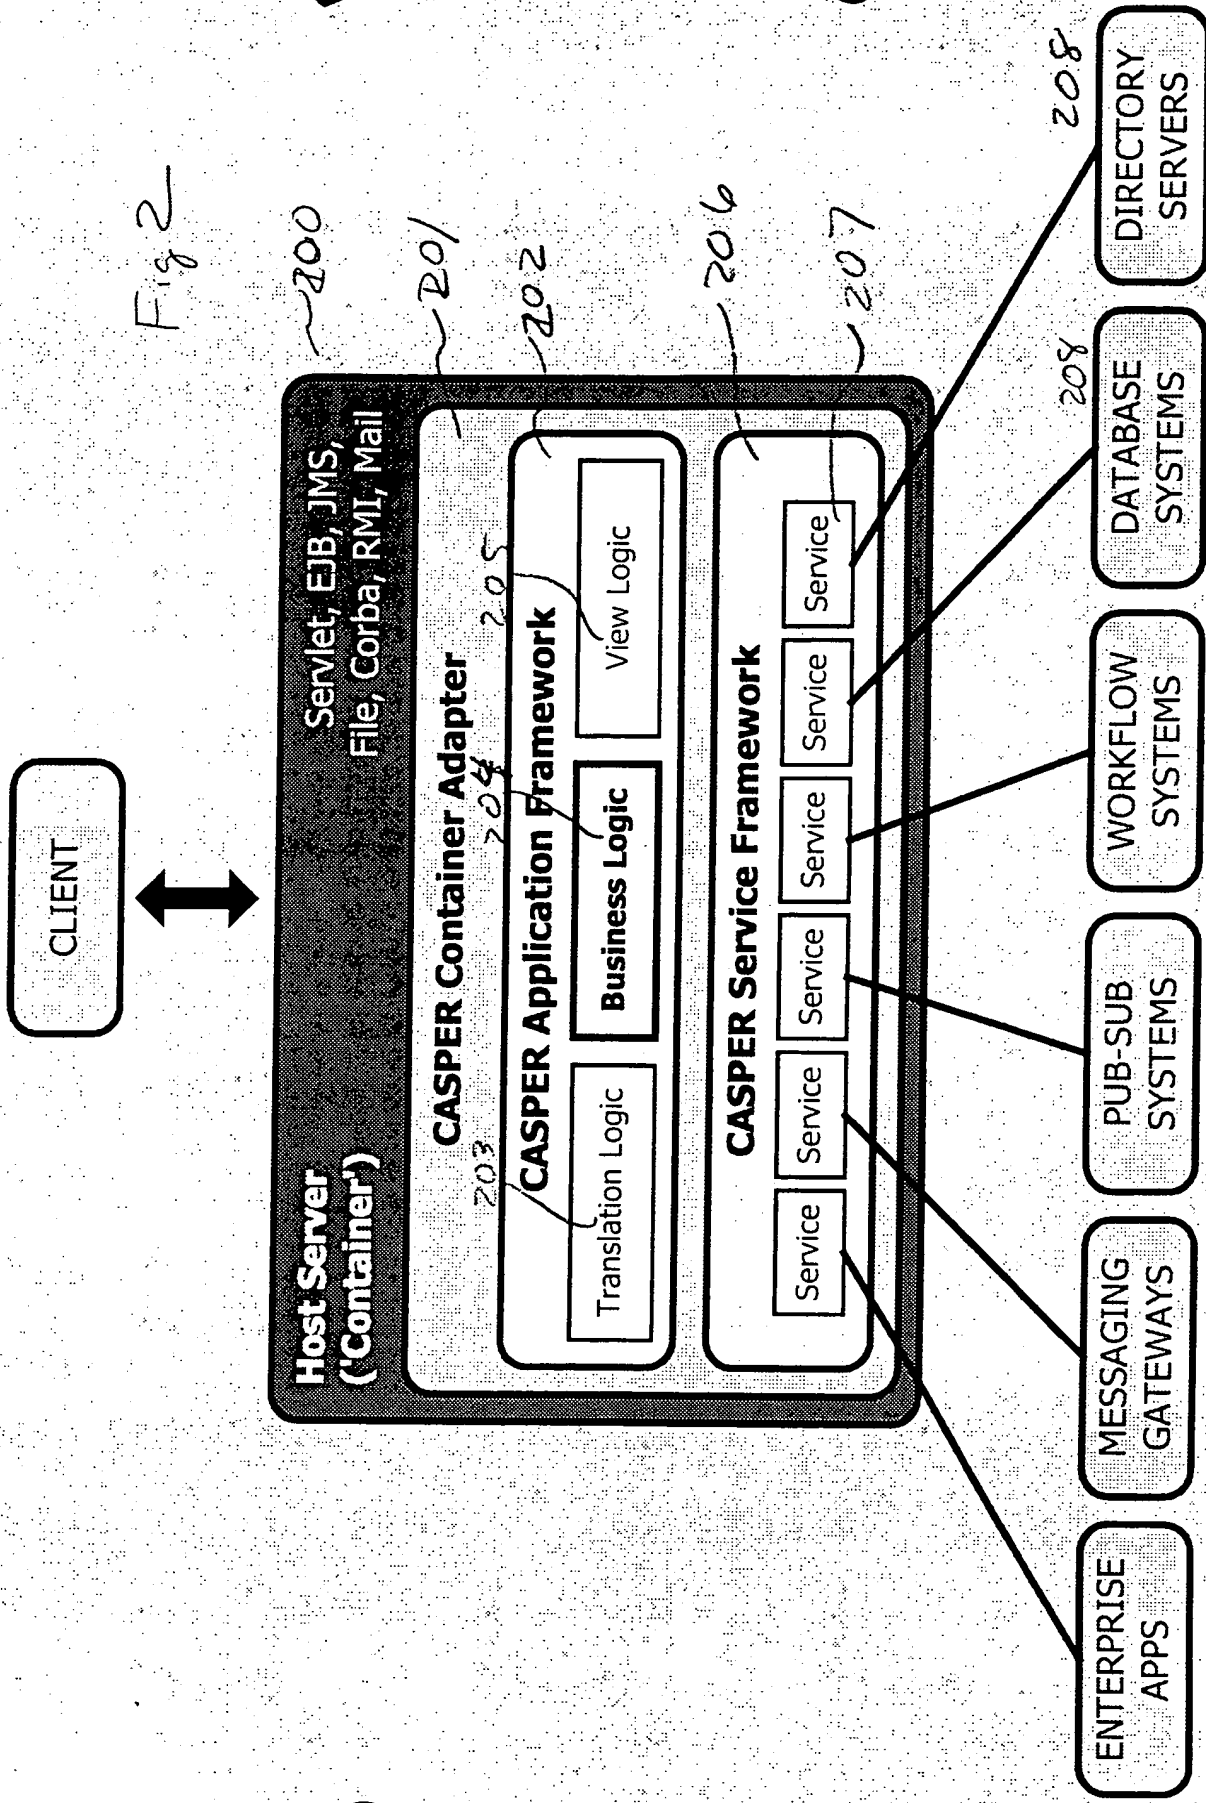 Fig 2
CLIENT
200
Host Server
('Container')
Servlet, EJB, JMS,
File, Corba, RMI, Mail
201
CASPER Container Adapter
202
203
204
205
CASPER Application Framework
Translation Logic
Business Logic
View Logic
206
CASPER Service Framework
207
Service
Service
Service
Service
Service
Service
208
208
ENTERPRISE
APPS
MESSAGING
GATEWAYS
PUB-SUB
SYSTEMS
WORKFLOW
SYSTEMS
DATABASE
SYSTEMS
DIRECTORY
SERVERS